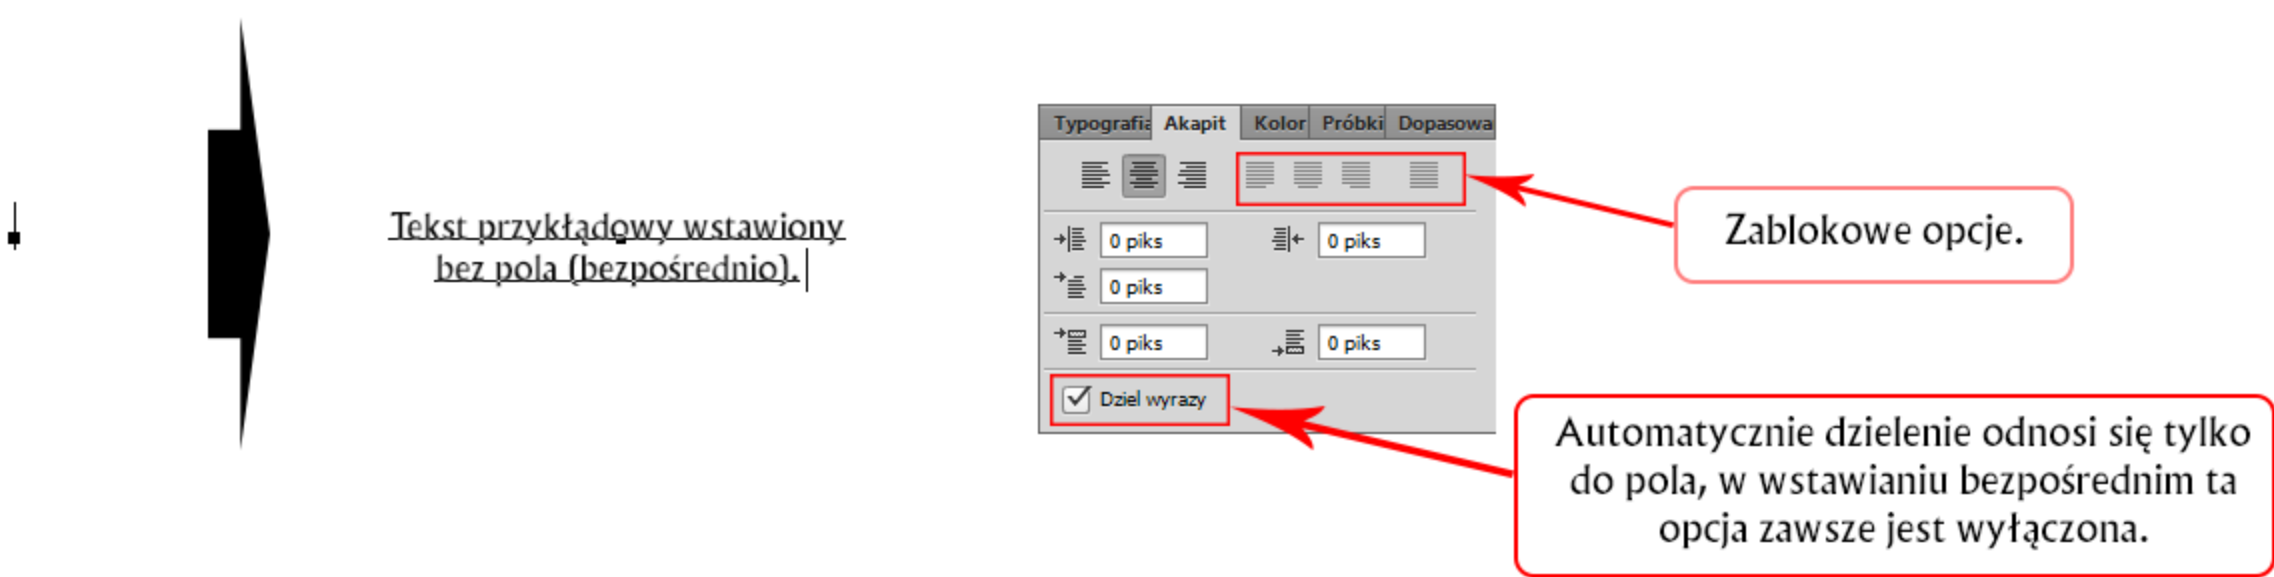 Tekst przykłądowy wstawiony
bez pola (bezpośrednio).
Typografia Akapit Kolor Próbki Dopasowa
0 piks 0 piks
0 piks
0 piks 0 piks
Dziel wyrazy
Zablokowe opcje.
Automatycznie dzielenie odnosi się tylko
do pola, w wstawianiu bezpośrednim ta
opcja zawsze jest wyłączona.